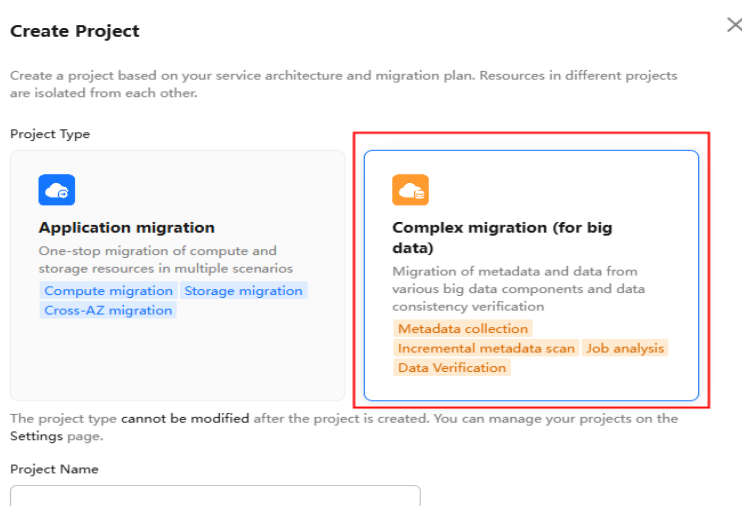 Create Project
Create a project based on your service architecture and migration plan. Resources in different projects
are isolated from each other.
Project Type
Application migration
One-stop migration of compute and
storage resources in multiple scenarios
Compute migration Storage migration
Cross-AZ migration
Complex migration (for big
data)
Migration of metadata and data from
various big data components and data
consistency verification
Metadata collection
Incremental metadata scan Job analysis
Data Verification
The project type cannot be modified after the project is created. You can manage your projects on the
Settings page.
Project Name